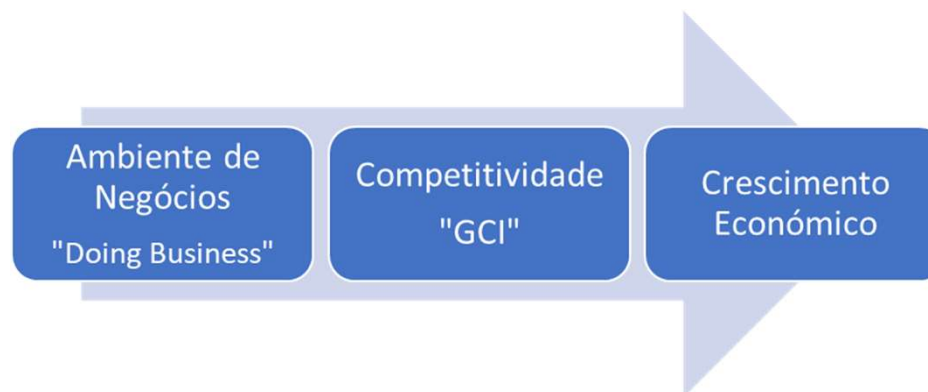 Ambiente de
Negócios
"Doing Business"
Competitividade
"GCI"
Crescimento
Económico